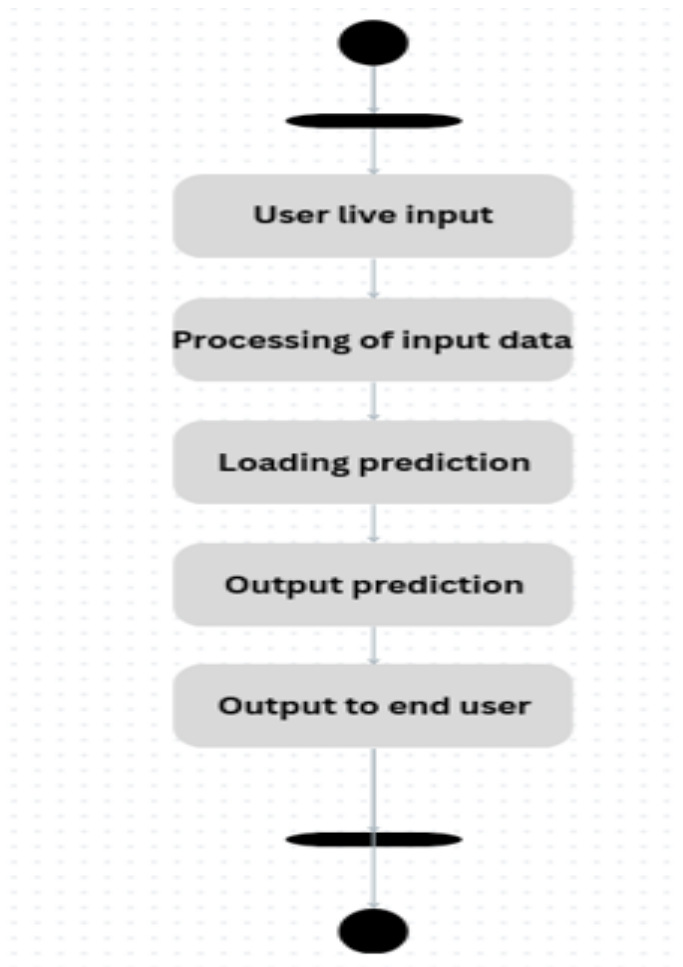 User live input
Processing of input data
Loading prediction
Output prediction
Output to end user